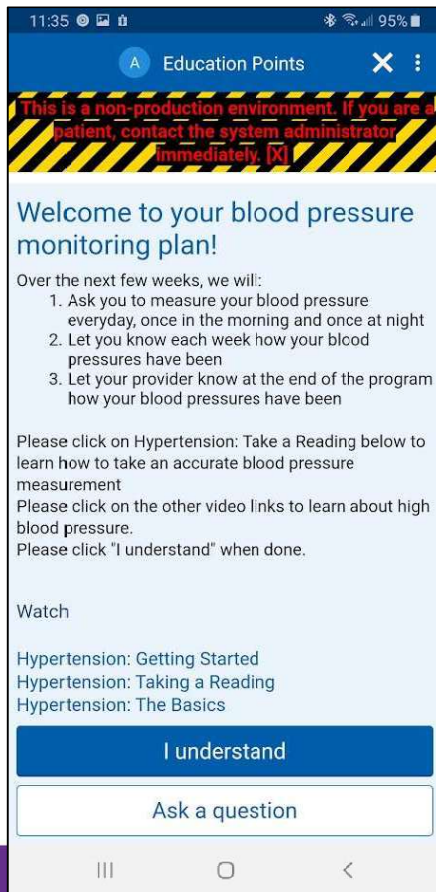 11:35 95%
A Education Points
This is a non-production environment. If you are a
patient, contact the system administrator
immediately. [X]
Welcome to your blood pressure
monitoring plan!
Over the next few weeks, we will:
1. Ask you to measure your blood pressure
everyday, once in the morning and once at night
2. Let you know each week how your blood
pressures have been
3. Let your provider know at the end of the program
how your blood pressures have been
Please click on Hypertension: Take a Reading below to
learn how to take an accurate blood pressure
measurement
Please click on the other video links to learn about high
blood pressure.
Please click "I understand" when done.
Watch
Hypertension: Getting Started
Hypertension: Taking a Reading
Hypertension: The Basics
I understand
Ask a question